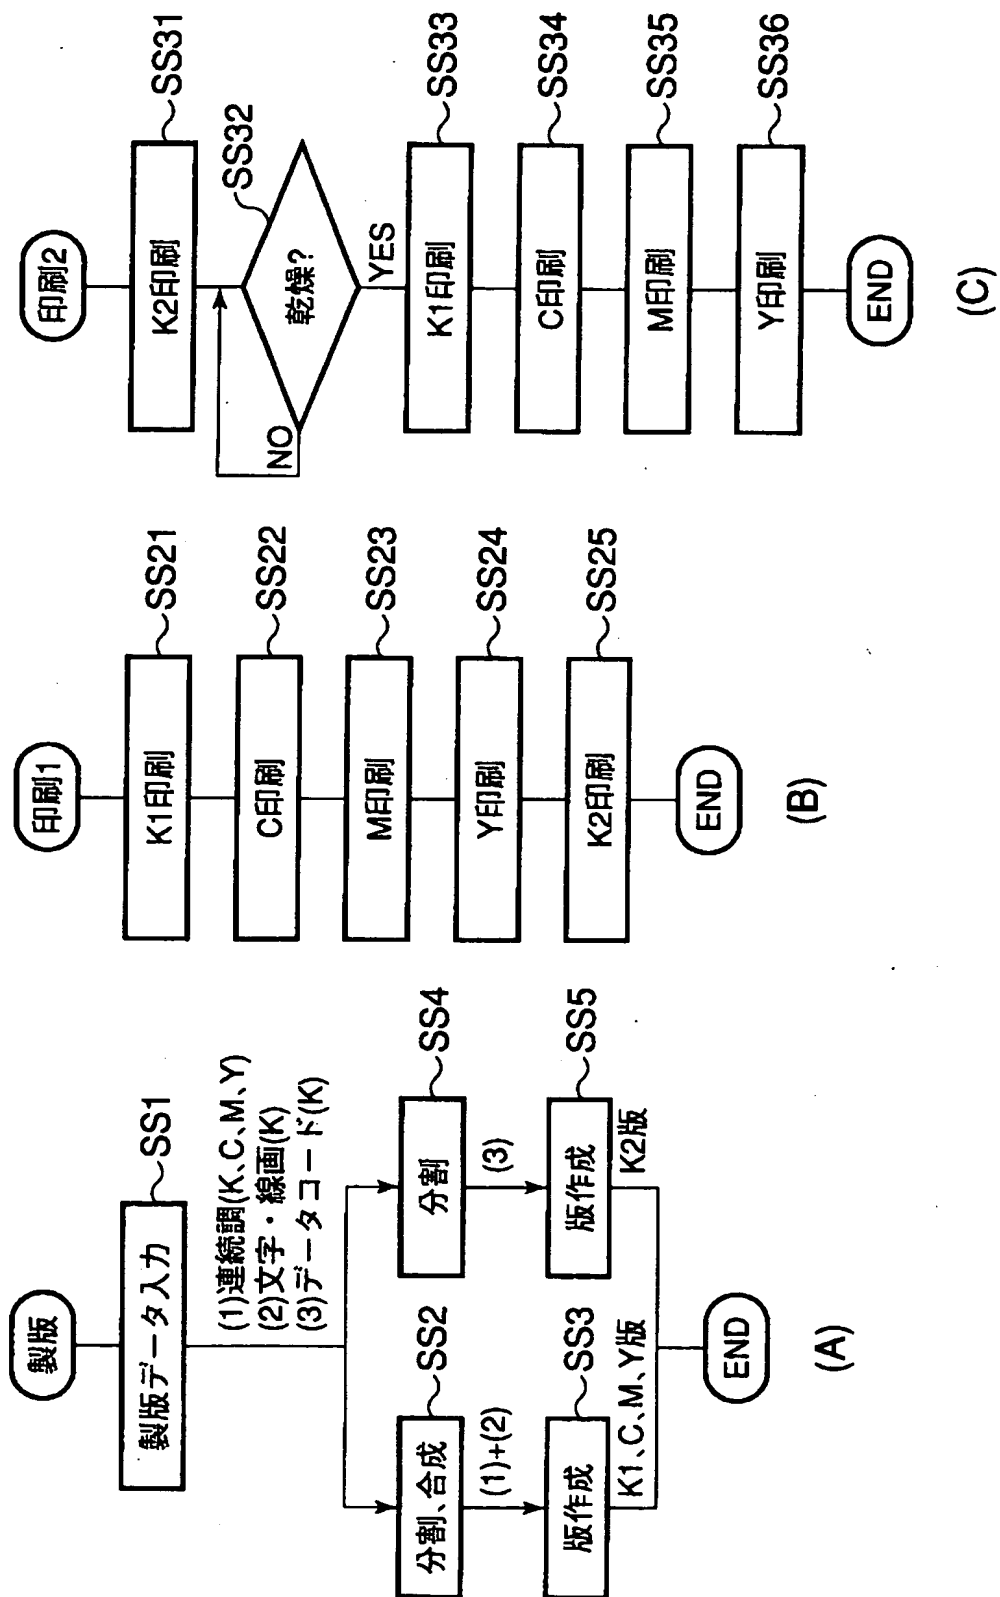 製版
製版データ入力
SS1
(1)連続調(K、C、M、Y)
(2)文字・線画(K)
(3)データコード(K)
分割、合成
SS2
分割
SS4
(1)+(2)
(3)
版作成
SS3
版作成
SS5
K1、C、M、Y版
K2版
END
(A)
印刷1
K1印刷
SS21
C印刷
SS22
M印刷
SS23
Y印刷
SS24
K2印刷
SS25
END
(B)
印刷2
K2印刷
SS31
乾燥?
SS32
NO
YES
K1印刷
SS33
C印刷
SS34
M印刷
SS35
Y印刷
SS36
END
(C)